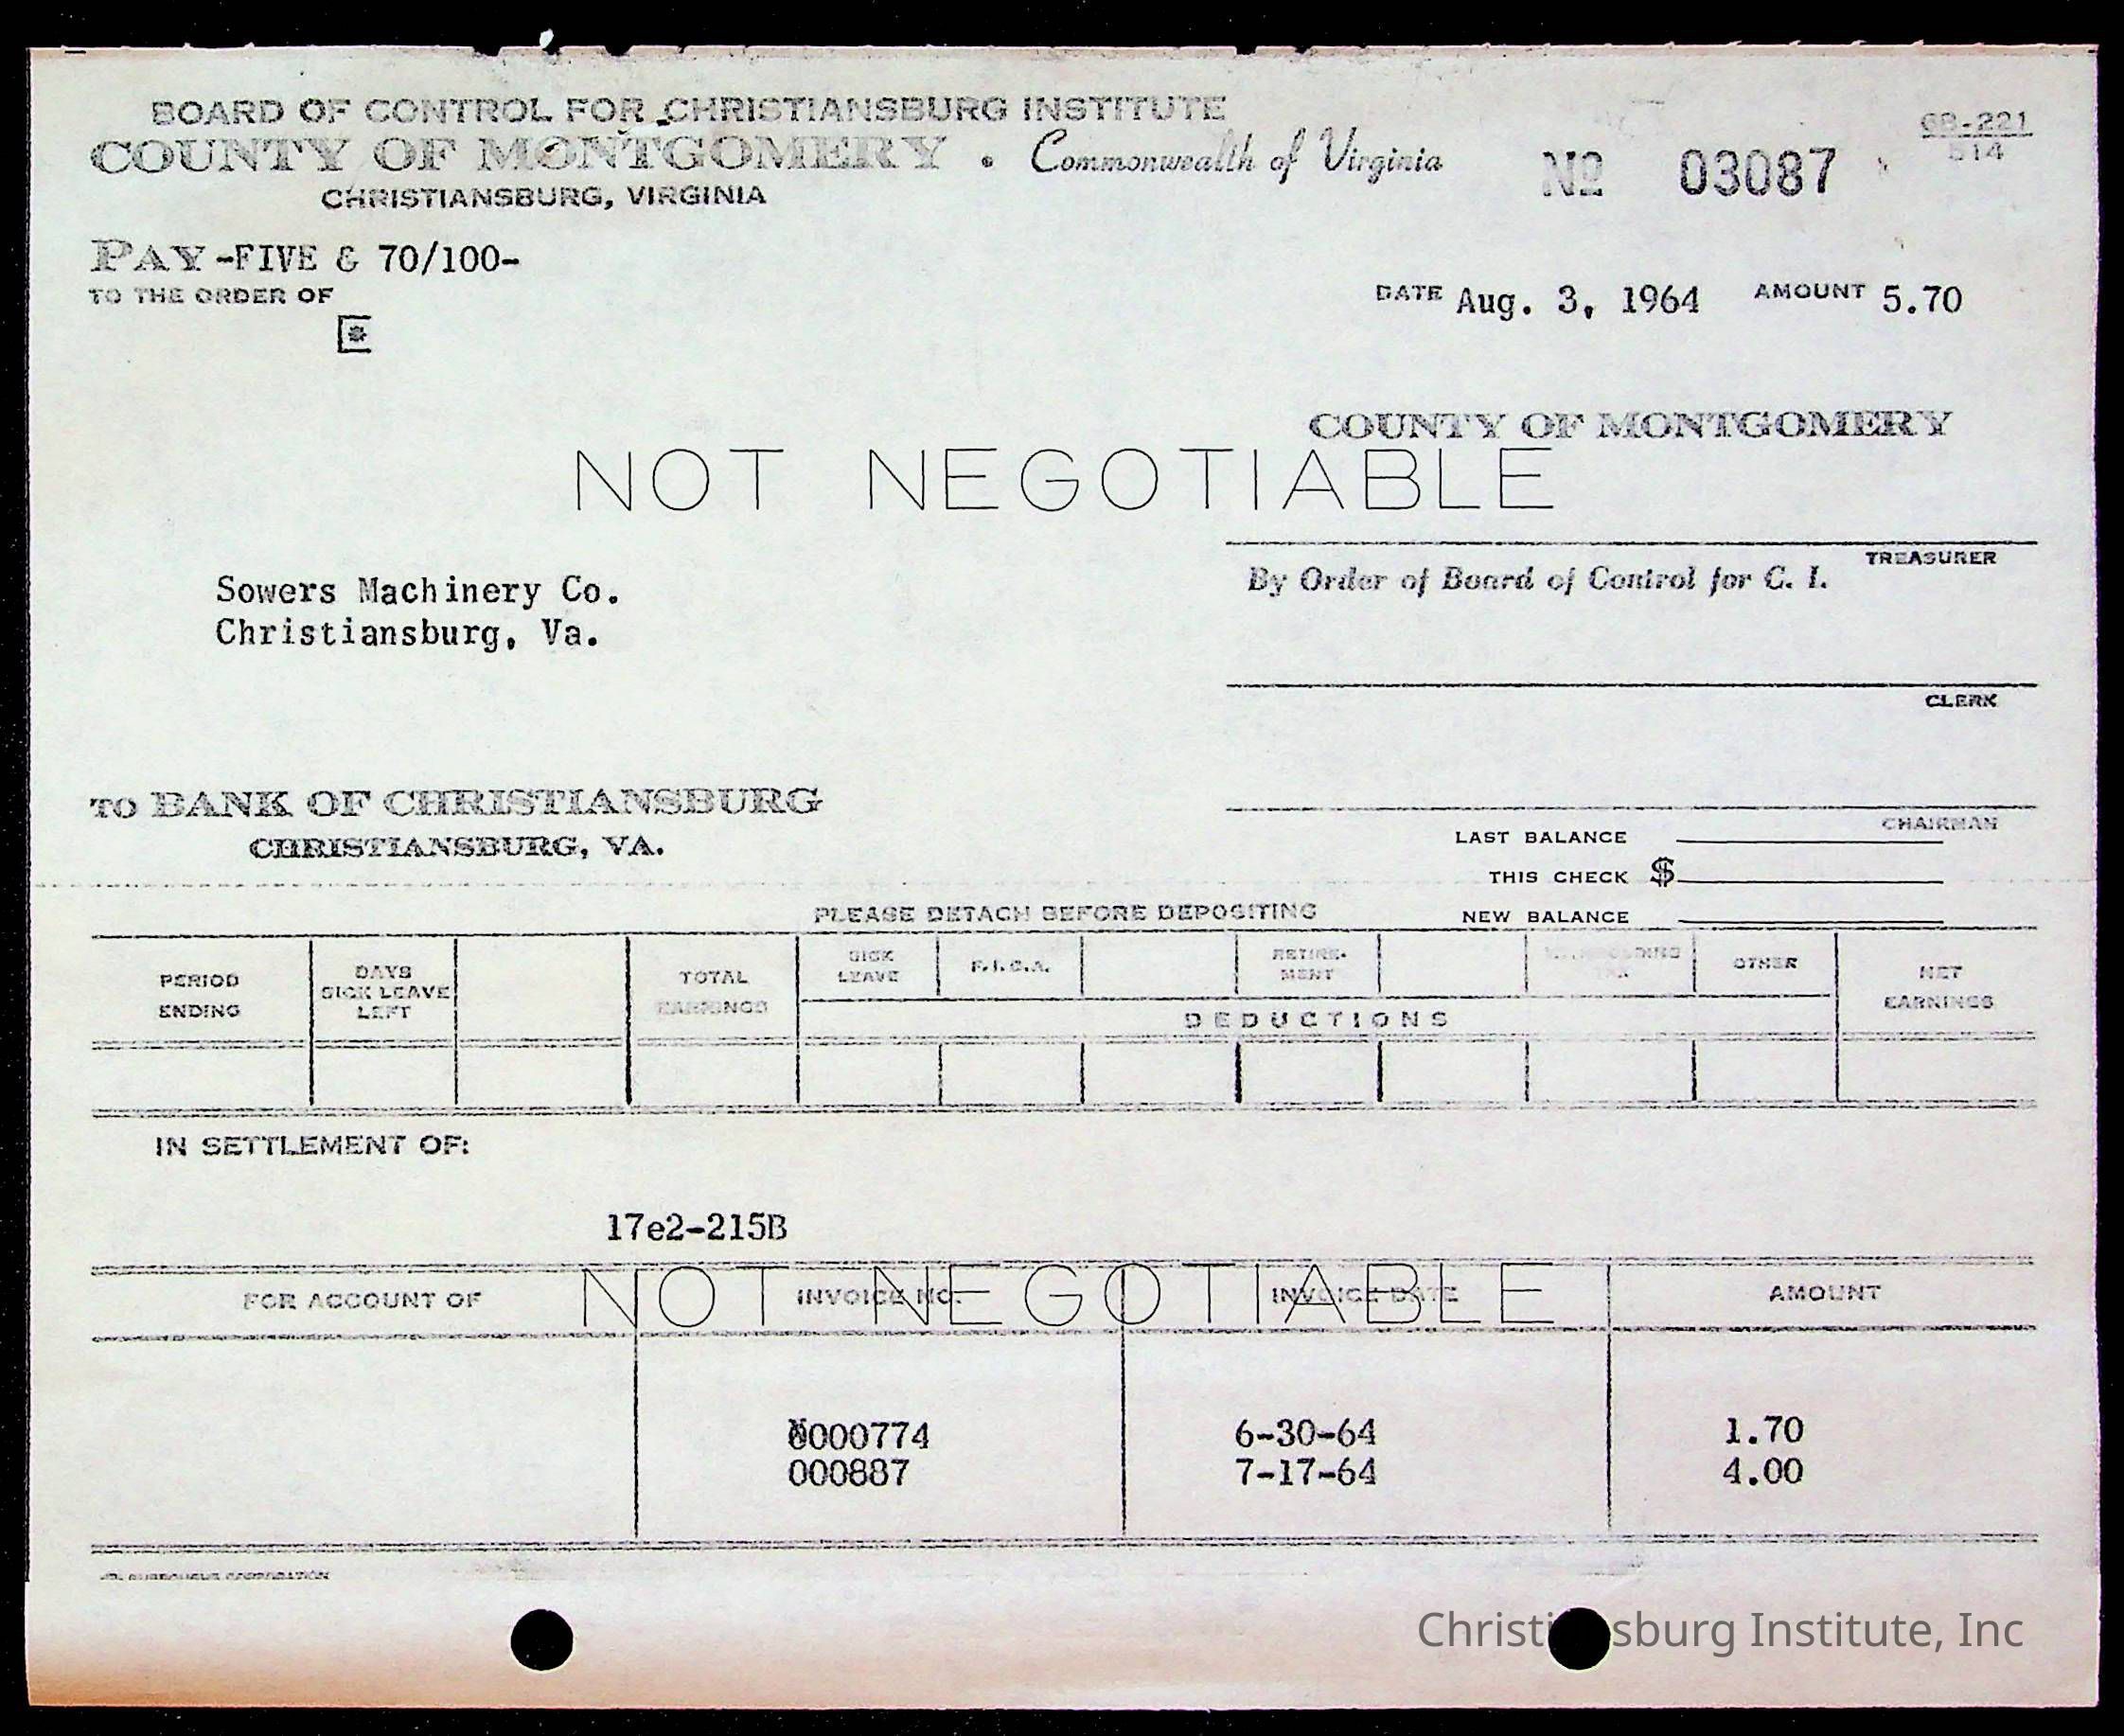 BOARD OF CONTROL FOR CHRISTIANSBURG INSTITUTE
COUNTY OF MONTGOMERY • Commonwealth of Virginia
CHRISTIANSBURG, VIRGINIA
No 03087
68-221
514
PAY -FIVE & 70/100-
TO THE ORDER OF
DATE Aug. 3, 1964 AMOUNT 5.70
COUNTY OF MONTGOMERY
NOT NEGOTIABLE
TREASURER
By Order of Board of Control for C. I.
Sowers Machinery Co.
Christiansburg, Va.
CLERK
TO BANK OF CHRISTIANSBURG
CHRISTIANSBURG, VA.
CHAIRMAN
LAST BALANCE
THIS CHECK $
NEW BALANCE
PLEASE DETACH BEFORE DEPOSITING
PERIOD ENDING
DAYS SICK LEAVE LEFT
TOTAL EARNINGS
SICK LEAVE
F.I.C.A.
RETIRE-MENT
WITHHOLDING TAX
OTHER
NET EARNINGS
DEDUCTIONS
IN SETTLEMENT OF:
17e2-215B
NOT NEGOTIABLE
FOR ACCOUNT OF INVOICE NO. INVOICE DATE AMOUNT
000774 6-30-64 1.70
000887 7-17-64 4.00
BURROUGHS CORPORATION
Christiansburg Institute, Inc